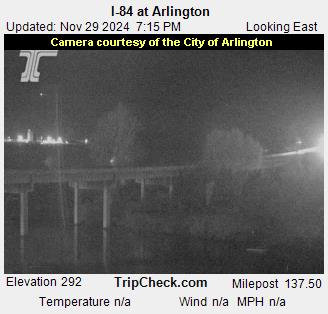 I-84 at Arlington
Updated: Nov 29 2024 7:15 PM Looking East
Camera courtesy of the City of Arlington
Elevation 292 TripCheck.com Milepost 137.50
Temperature n/a Wind n/a MPH n/a